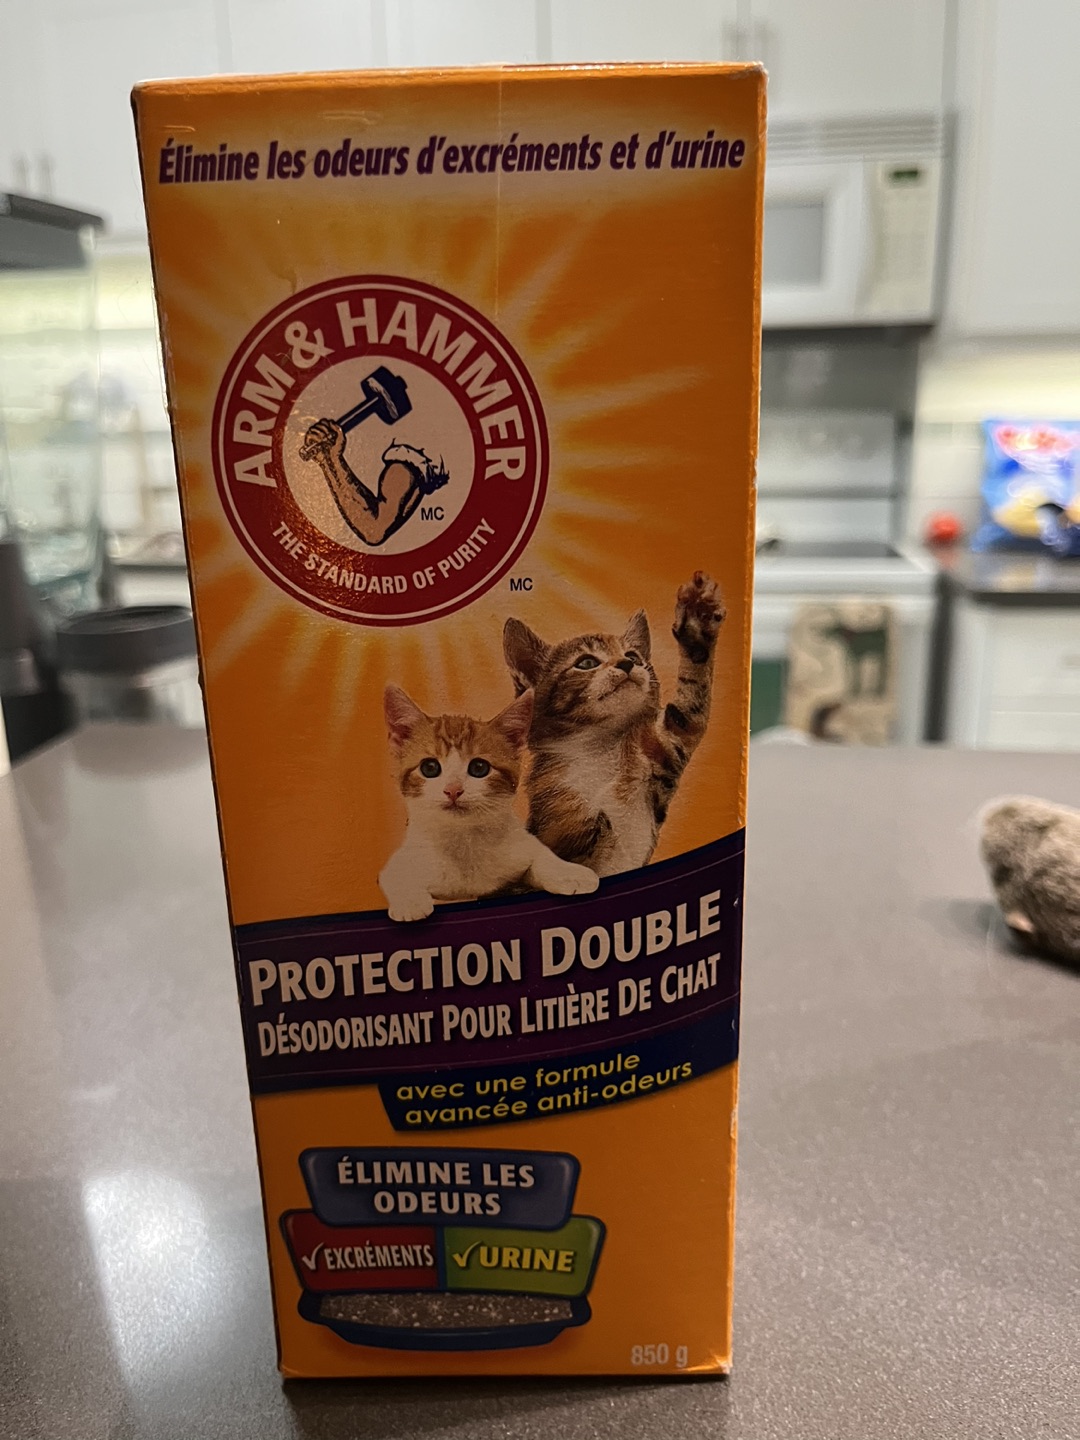 Élimine les odeurs d'excréments et d'urine
ARM & HAMMER
MC
THE STANDARD OF PURITY
MC
PROTECTION DOUBLE
DÉSODORISANT POUR LITIÈRE DE CHAT
avec une formule
avancée anti-odeurs
ÉLIMINE LES
ODEURS
EXCRÉMENTS
URINE
850 g